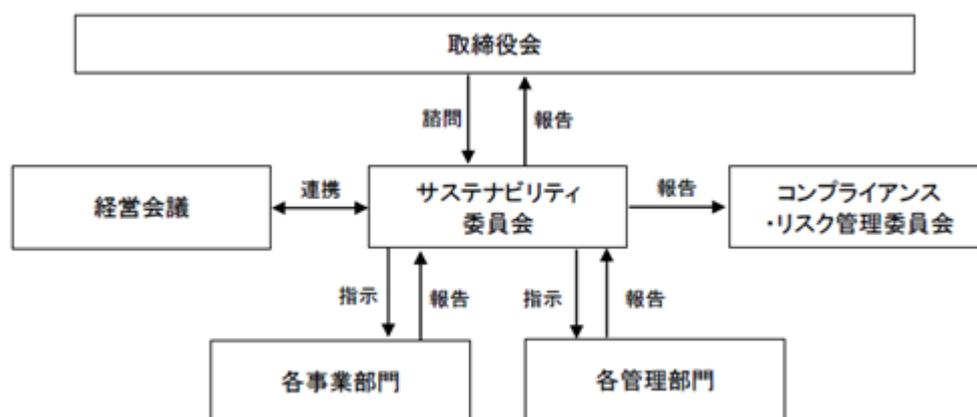 取締役会
諮問
報告
経営会議
連携
サステナビリティ
委員会
報告
コンプライアンス
・リスク管理委員会
指示
報告
指示
報告
各事業部門
各管理部門